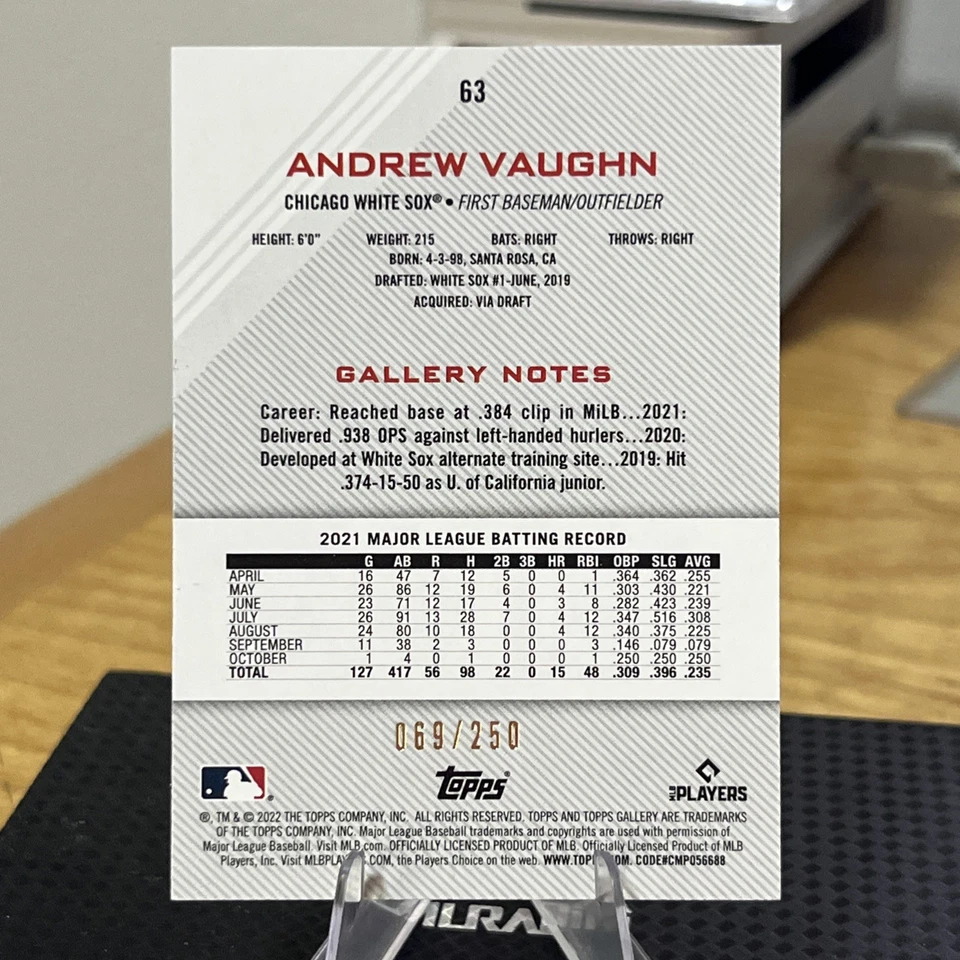 63
ANDREW VAUGHN
CHICAGO WHITE SOX® • FIRST BASEMAN/OUTFIELDER
HEIGHT: 6'0" WEIGHT: 215 BATS: RIGHT THROWS: RIGHT
BORN: 4-3-98, SANTA ROSA, CA
DRAFTED: WHITE SOX #1-JUNE, 2019
ACQUIRED: VIA DRAFT
GALLERY NOTES
Career: Reached base at .384 clip in MiLB...2021:
Delivered .938 OPS against left-handed hurlers...2020:
Developed at White Sox alternate training site...2019: Hit
.374-15-50 as U. of California junior.
2021 MAJOR LEAGUE BATTING RECORD
G AB R H 2B 3B HR RBI OBP SLG AVG
APRIL 16 47 7 12 5 0 0 1 .364 .362 .255
MAY 26 86 12 19 6 0 4 11 .303 .430 .221
JUNE 23 71 12 17 4 0 3 8 .282 .423 .239
JULY 26 91 13 28 7 0 4 12 .347 .516 .308
AUGUST 24 80 10 18 0 0 4 12 .340 .375 .225
SEPTEMBER 11 38 2 3 0 0 0 3 .146 .079 .079
OCTOBER 1 4 0 1 0 0 0 1 .250 .250 .250
TOTAL 127 417 56 98 22 0 15 48 .309 .396 .235
069/250
topps®
MLB PLAYERS
®, TM & © 2022 THE TOPPS COMPANY, INC. ALL RIGHTS RESERVED. TOPPS AND TOPPS GALLERY ARE TRADEMARKS
OF THE TOPPS COMPANY, INC. Major League Baseball trademarks and copyrights are used with permission of
Major League Baseball. Visit MLB.com. OFFICIALLY LICENSED PRODUCT OF MLB. Officially Licensed Product of MLB
Players, Inc. Visit MLBPLAYERS.COM, the Players Choice on the web. WWW.TOPPS.COM. CODE#CMP056688